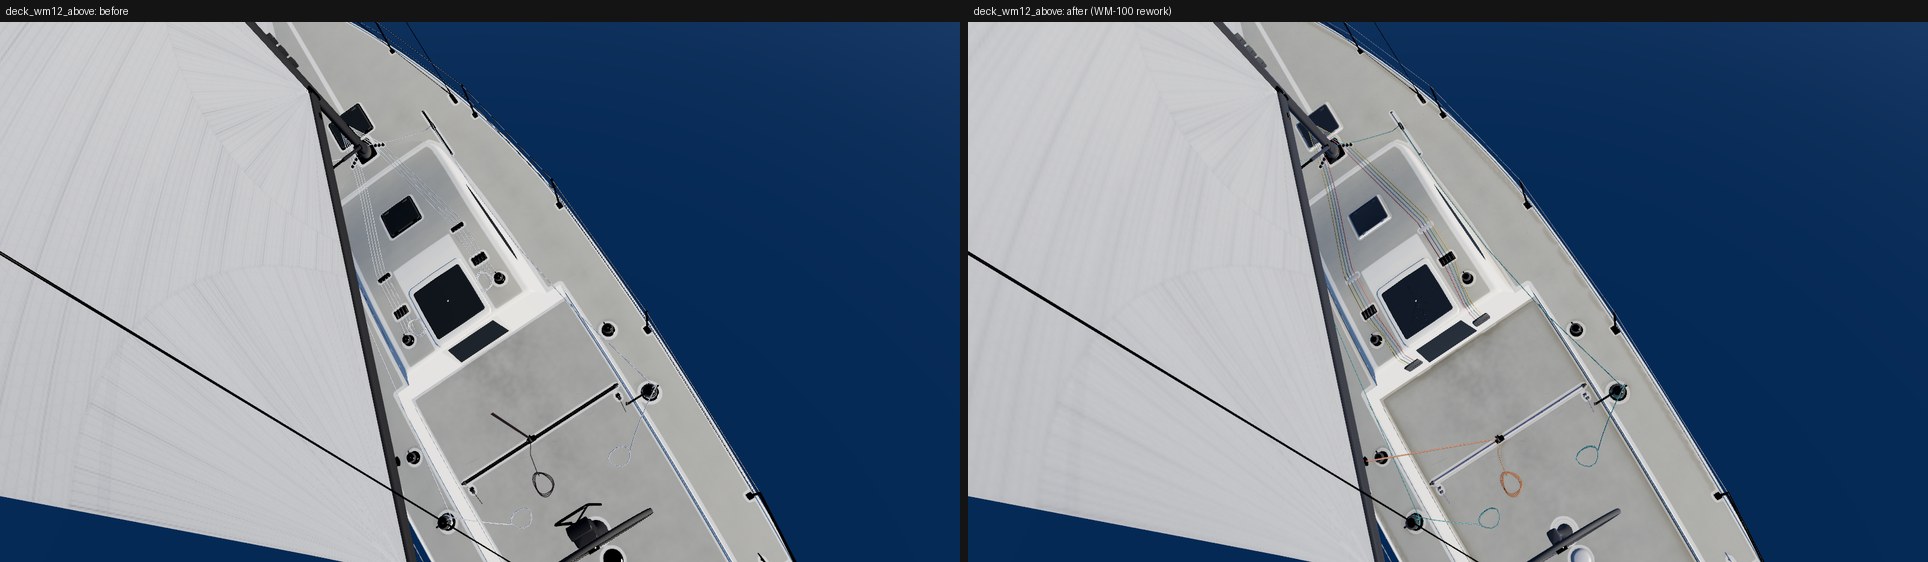 deck_wm12_above: before
deck_wm12_above: after (WM-100 rework)